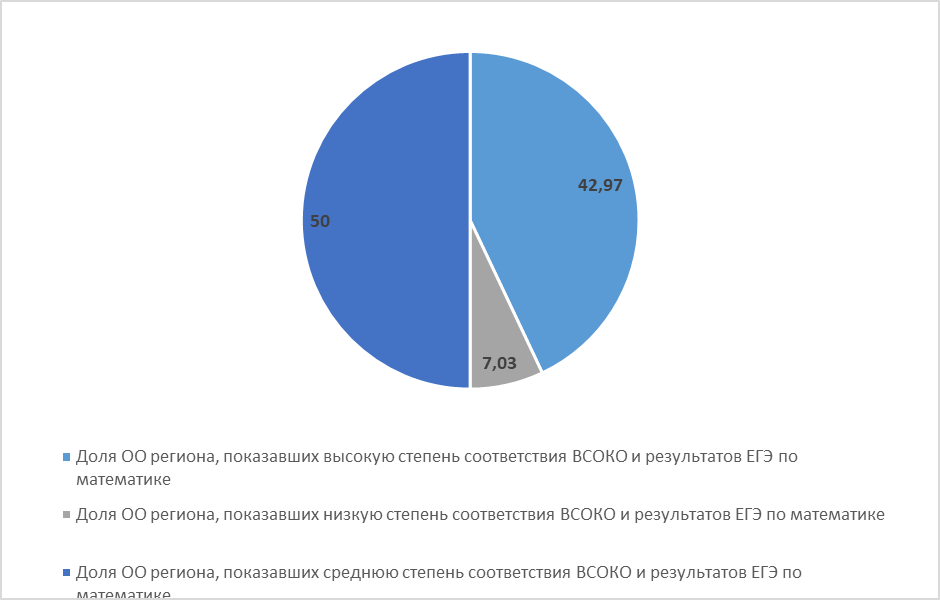 42,97
50
7,03
Доля ОО региона, показавших высокую степень соответствия ВСОКО и результатов ЕГЭ по
математике
Доля ОО региона, показавших низкую степень соответствия ВСОКО и результатов ЕГЭ по математике
Доля ОО региона, показавших среднюю степень соответствия ВСОКО и результатов ЕГЭ по
математике